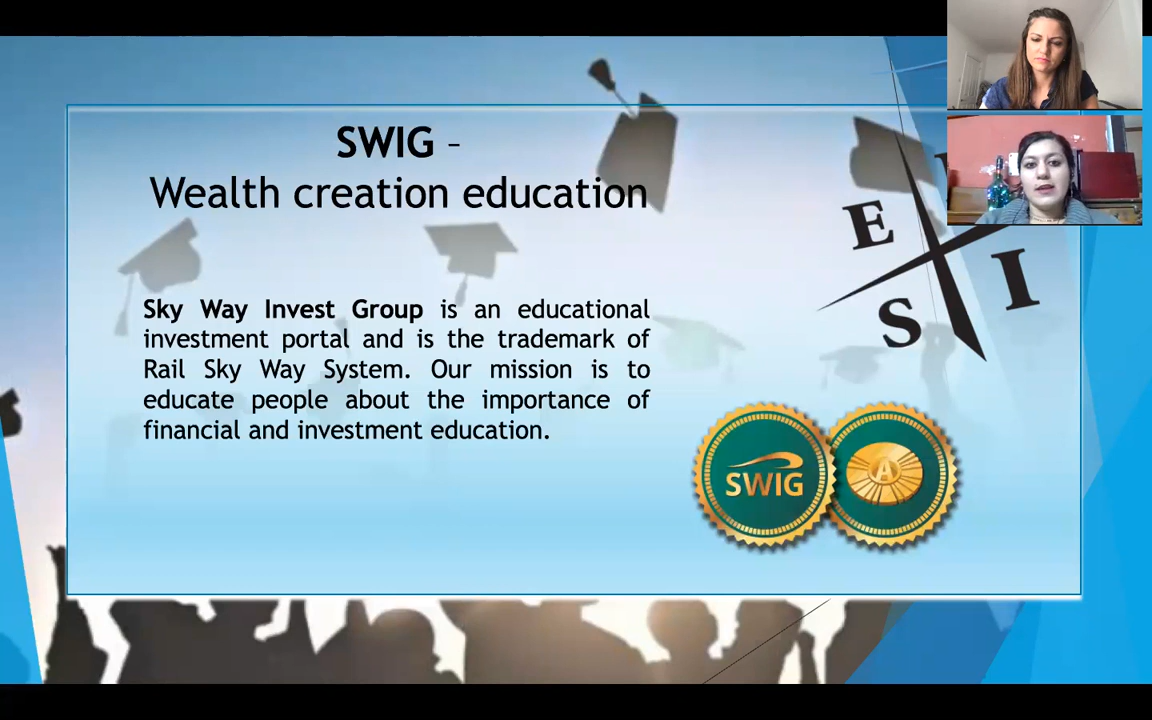 SWIG –
Wealth creation education
Sky Way Invest Group is an educational
investment portal and is the trademark of
Rail Sky Way System. Our mission is to
educate people about the importance of
financial and investment education.
E
S
I
SWIG
A